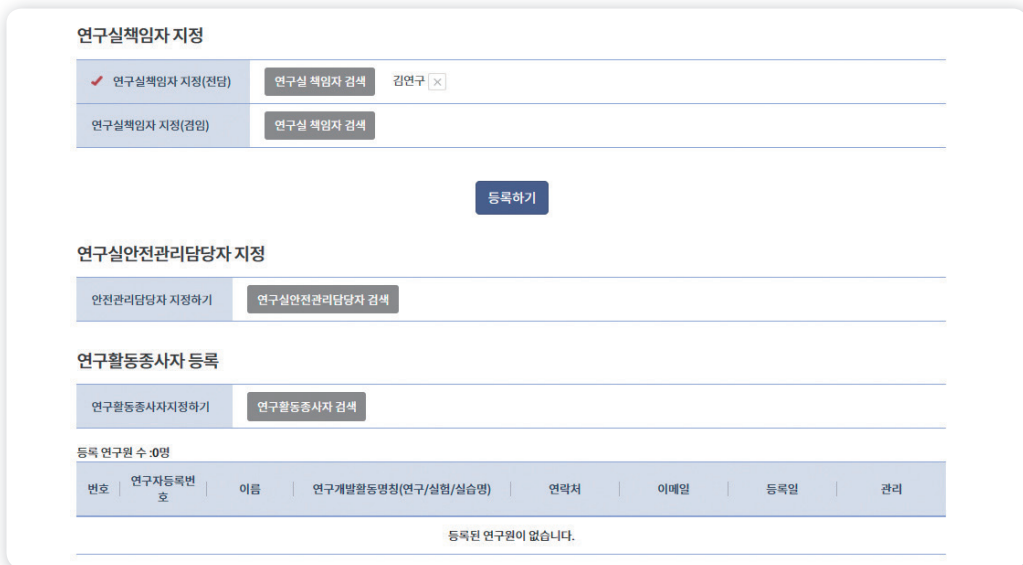 연구실책임자 지정
연구실책임자 지정(전담) 연구실 책임자 검색 김연구
연구실책임자 지정(겸임) 연구실 책임자 검색
등록하기
연구실안전관리담당자 지정
안전관리담당자 지정하기 연구실안전관리담당자 검색
연구활동종사자 등록
연구활동종사자지정하기 연구활동종사자 검색
등록 연구원 수 :0명
번호 연구자등록번호 이름 연구개발활동명칭(연구/실험/실습명) 연락처 이메일 등록일 관리
등록된 연구원이 없습니다.